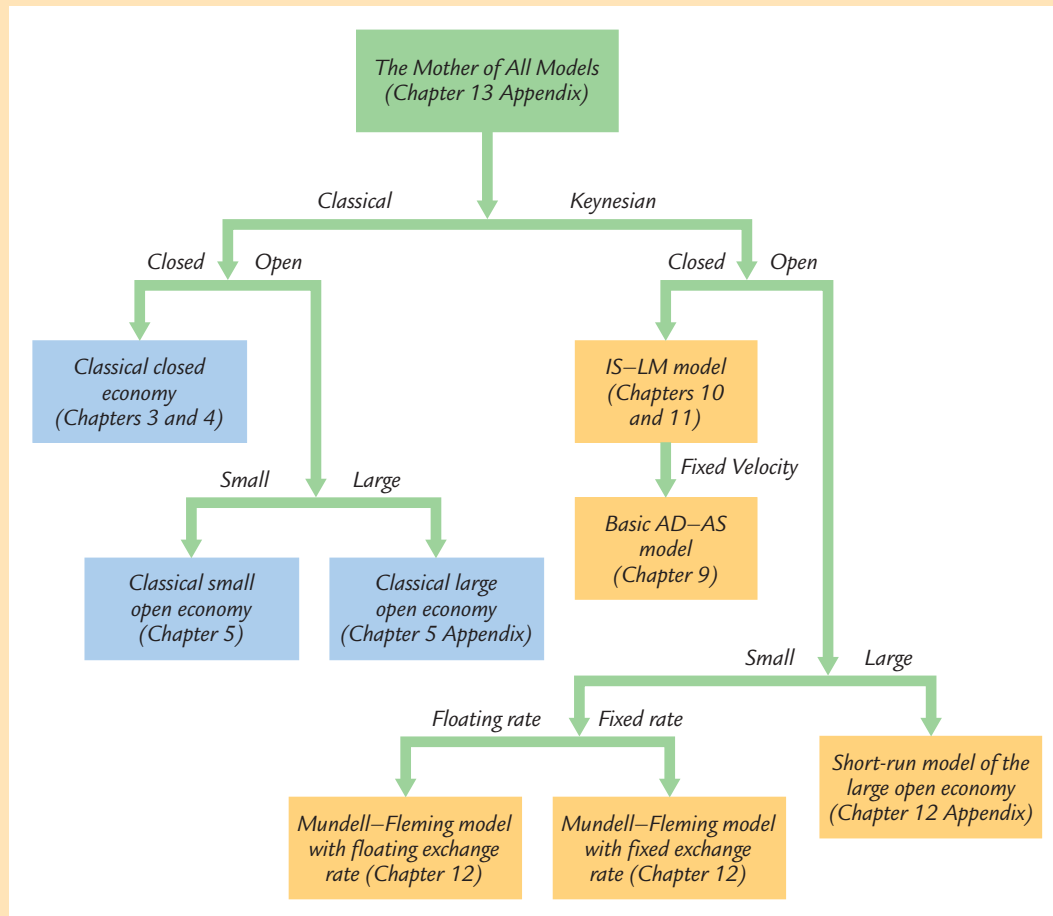 The Mother of All Models
(Chapter 13 Appendix)
Classical
Keynesian
Closed
Open
Closed
Open
Classical closed
economy
(Chapters 3 and 4)
IS–LM model
(Chapters 10
and 11)
Fixed Velocity
Small
Large
Basic AD–AS
model
(Chapter 9)
Classical small
open economy
(Chapter 5)
Classical large
open economy
(Chapter 5 Appendix)
Small
Large
Floating rate
Fixed rate
Short-run model of the
large open economy
(Chapter 12 Appendix)
Mundell–Fleming model
with floating exchange
rate (Chapter 12)
Mundell–Fleming model
with fixed exchange
rate (Chapter 12)